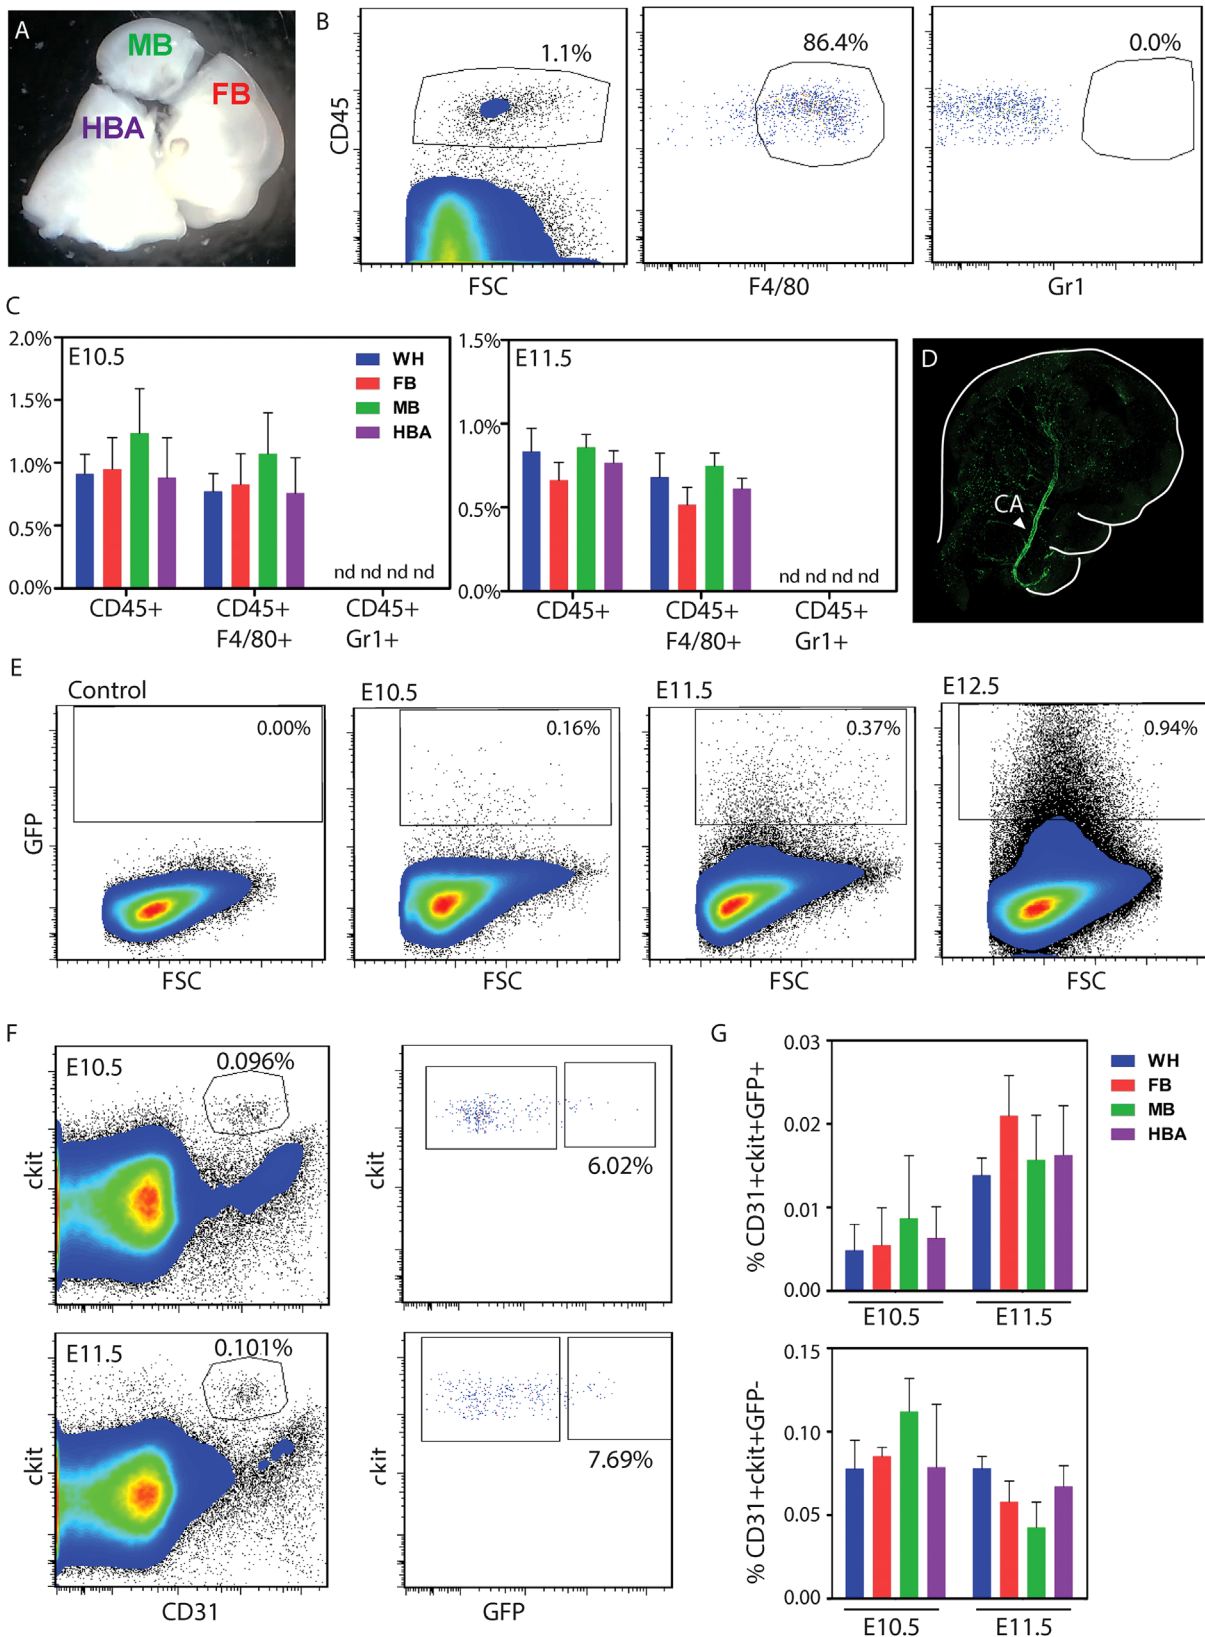 A
MB
FB
HBA
B
1.1%
86.4%
0.0%
CD45
FSC
F4/80
Gr1
C
2.0%
1.5%
1.0%
0.5%
0.0%
E10.5
WH
FB
MB
HBA
nd nd nd nd
CD45+
CD45+
F4/80+
CD45+
Gr1+
1.5%
1.0%
0.5%
0.0%
E11.5
nd nd nd nd
CD45+
CD45+
F4/80+
CD45+
Gr1+
D
CA
E
Control
E10.5
E11.5
E12.5
0.00%
0.16%
0.37%
0.94%
GFP
FSC
FSC
FSC
FSC
F
E10.5
0.096%
ckit
ckit
6.02%
E11.5
0.101%
ckit
ckit
7.69%
CD31
GFP
G
% CD31+ckit+GFP+
0.03
0.02
0.01
0.00
E10.5
E11.5
WH
FB
MB
HBA
% CD31+ckit+GFP-
0.15
0.10
0.05
0.00
E10.5
E11.5